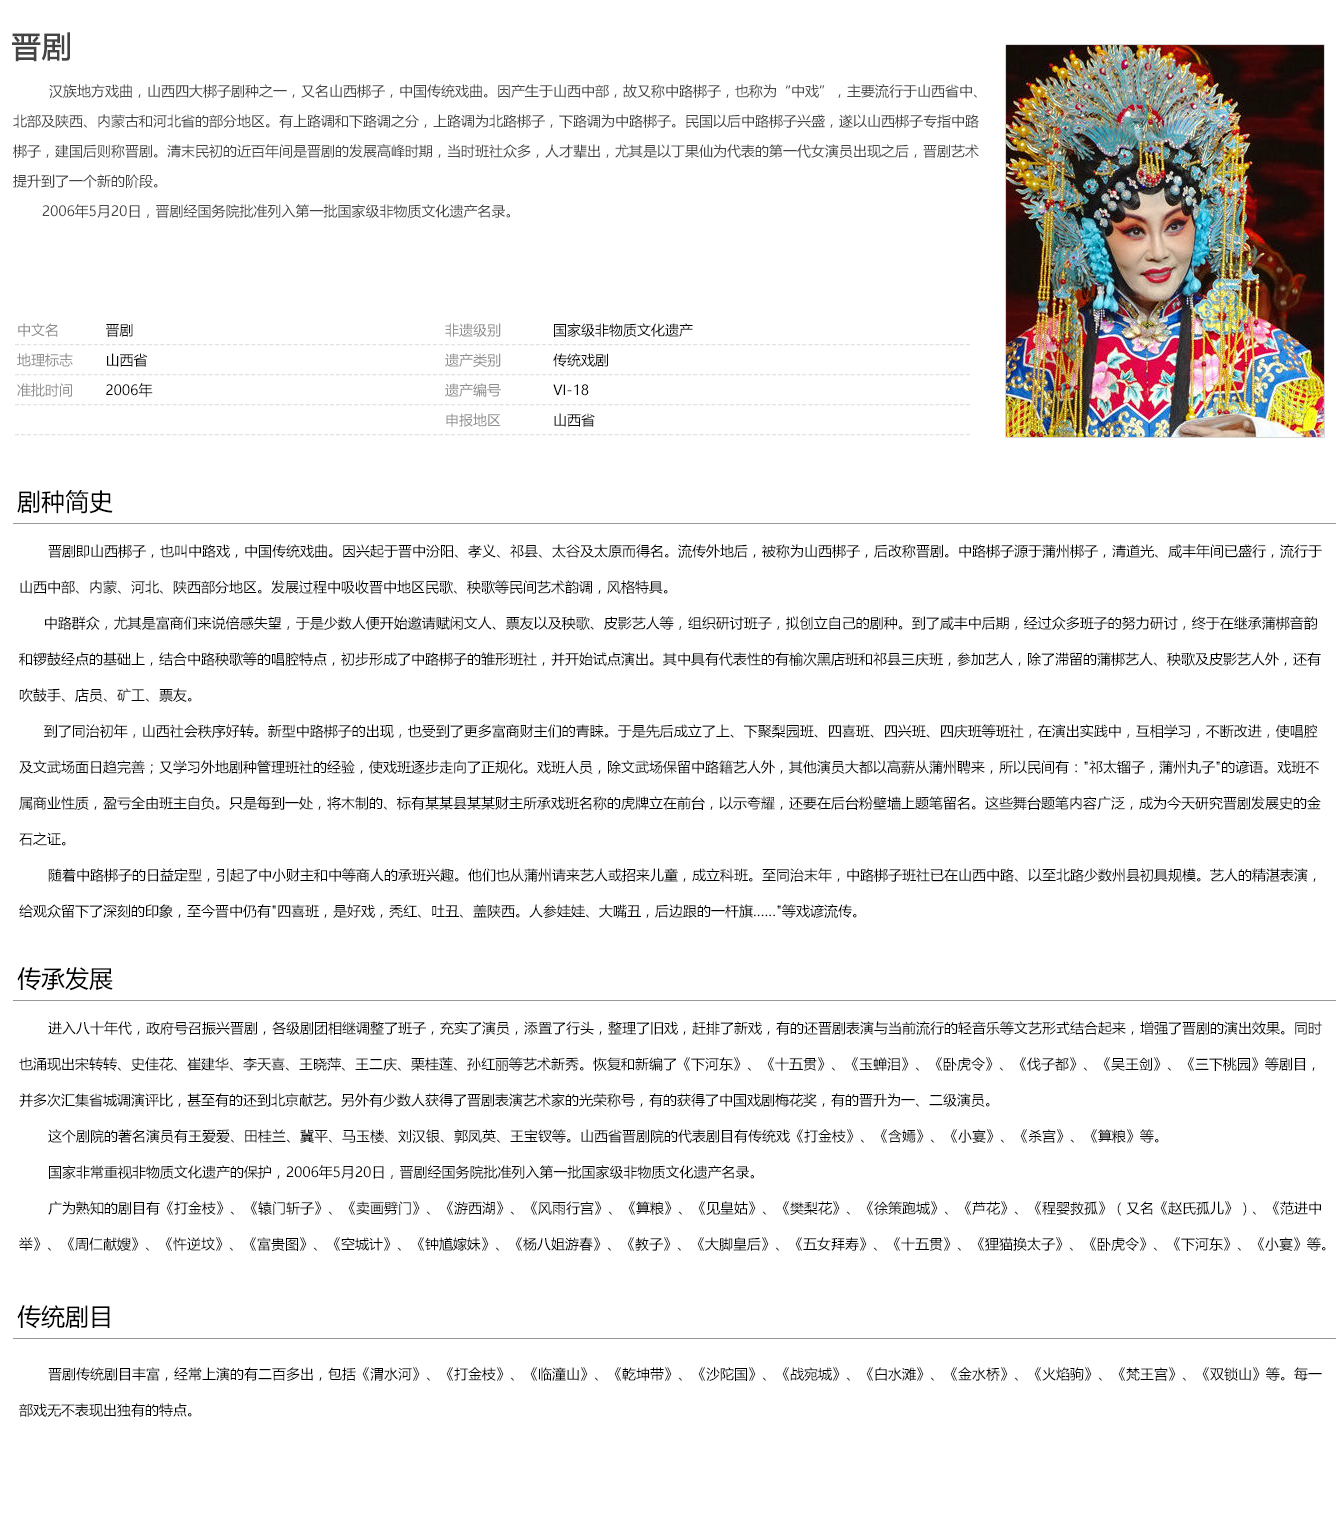 晋剧
汉族地方戏曲，山西四大梆子剧种之一，又名山西梆子，中国传统戏曲。因产生于山西中部，故又称中路梆子，也称为“中戏”，主要流行于山西省中、
北部及陕西、内蒙古和河北省的部分地区。有上路调和下路调之分，上路调为北路梆子，下路调为中路梆子。民国以后中路梆子兴盛，遂以山西梆子专指中路
梆子，建国后则称晋剧。清末民初的近百年间是晋剧的发展高峰时期，当时班社众多，人才辈出，尤其是以丁果仙为代表的第一代女演员出现之后，晋剧艺术
提升到了一个新的阶段。
2006年5月20日，晋剧经国务院批准列入第一批国家级非物质文化遗产名录。
中文名 晋剧 非遗级别 国家级非物质文化遗产
地理标志 山西省 遗产类别 传统戏剧
准批时间 2006年 遗产编号 VI-18
申报地区 山西省
剧种简史
晋剧即山西梆子，也叫中路戏，中国传统戏曲。因兴起于晋中汾阳、孝义、祁县、太谷及太原而得名。流传外地后，被称为山西梆子，后改称晋剧。中路梆子源于蒲州梆子，清道光、咸丰年间已盛行，流行于
山西中部、内蒙、河北、陕西部分地区。发展过程中吸收晋中地区民歌、秧歌等民间艺术韵调，风格特具。
中路群众，尤其是富商们来说倍感失望，于是少数人便开始邀请赋闲文人、票友以及秧歌、皮影艺人等，组织研讨班子，拟创立自己的剧种。到了咸丰中后期，经过众多班子的努力研讨，终于在继承蒲梆音韵
和锣鼓经点的基础上，结合中路秧歌等的唱腔特点，初步形成了中路梆子的雏形班社，并开始试点演出。其中具有代表性的有榆次黑店班和祁县三庆班，参加艺人，除了滞留的蒲梆艺人、秧歌及皮影艺人外，还有
吹鼓手、店员、矿工、票友。
到了同治初年，山西社会秩序好转。新型中路梆子的出现，也受到了更多富商财主们的青睐。于是先后成立了上、下聚梨园班、四喜班、四兴班、四庆班等班社，在演出实践中，互相学习，不断改进，使唱腔
及文武场面日趋完善；又学习外地剧种管理班社的经验，使戏班逐步走向了正规化。戏班人员，除文武场保留中路籍艺人外，其他演员大都以高薪从蒲州聘来，所以民间有："祁太镏子，蒲州丸子"的谚语。戏班不
属商业性质，盈亏全由班主自负。只是每到一处，将木制的、标有某某县某某财主所承戏班名称的虎牌立在前台，以示夸耀，还要在后台粉壁墙上题笔留名。这些舞台题笔内容广泛，成为今天研究晋剧发展史的金
石之证。
随着中路梆子的日益定型，引起了中小财主和中等商人的承班兴趣。他们也从蒲州请来艺人或招来儿童，成立科班。至同治末年，中路梆子班社已在山西中路、以至北路少数州县初具规模。艺人的精湛表演，
给观众留下了深刻的印象，至今晋中仍有"四喜班，是好戏，秃红、吐丑、盖陕西。人参娃娃、大嘴丑，后边跟的一杆旗......"等戏谚流传。
传承发展
进入八十年代，政府号召振兴晋剧，各级剧团相继调整了班子，充实了演员，添置了行头，整理了旧戏，赶排了新戏，有的还晋剧表演与当前流行的轻音乐等文艺形式结合起来，增强了晋剧的演出效果。同时
也涌现出宋转转、史佳花、崔建华、李天喜、王晓萍、王二庆、栗桂莲、孙红丽等艺术新秀。恢复和新编了《下河东》、《十五贯》、《玉蝉泪》、《卧虎令》、《伐子都》、《吴王剑》、《三下桃园》等剧目，
并多次汇集省城调演评比，甚至有的还到北京献艺。另外有少数人获得了晋剧表演艺术家的光荣称号，有的获得了中国戏剧梅花奖，有的晋升为一、二级演员。
这个剧院的著名演员有王爱爱、田桂兰、冀平、马玉楼、刘汉银、郭凤英、王宝钗等。山西省晋剧院的代表剧目有传统戏《打金枝》、《含嫣》、《小宴》、《杀宫》、《算粮》等。
国家非常重视非物质文化遗产的保护，2006年5月20日，晋剧经国务院批准列入第一批国家级非物质文化遗产名录。
广为熟知的剧目有《打金枝》、《辕门斩子》、《卖画劈门》、《游西湖》、《风雨行宫》、《算粮》、《见皇姑》、《樊梨花》、《徐策跑城》、《芦花》、《程婴救孤》（又名《赵氏孤儿》）、《范进中
举》、《周仁献嫂》、《忤逆坟》、《富贵图》、《空城计》、《钟馗嫁妹》、《杨八姐游春》、《教子》、《大脚皇后》、《五女拜寿》、《十五贯》、《狸猫换太子》、《卧虎令》、《下河东》、《小宴》等。
传统剧目
晋剧传统剧目丰富，经常上演的有二百多出，包括《渭水河》、《打金枝》、《临潼山》、《乾坤带》、《沙陀国》、《战宛城》、《白水滩》、《金水桥》、《火焰驹》、《梵王宫》、《双锁山》等。每一
部戏无不表现出独有的特点。